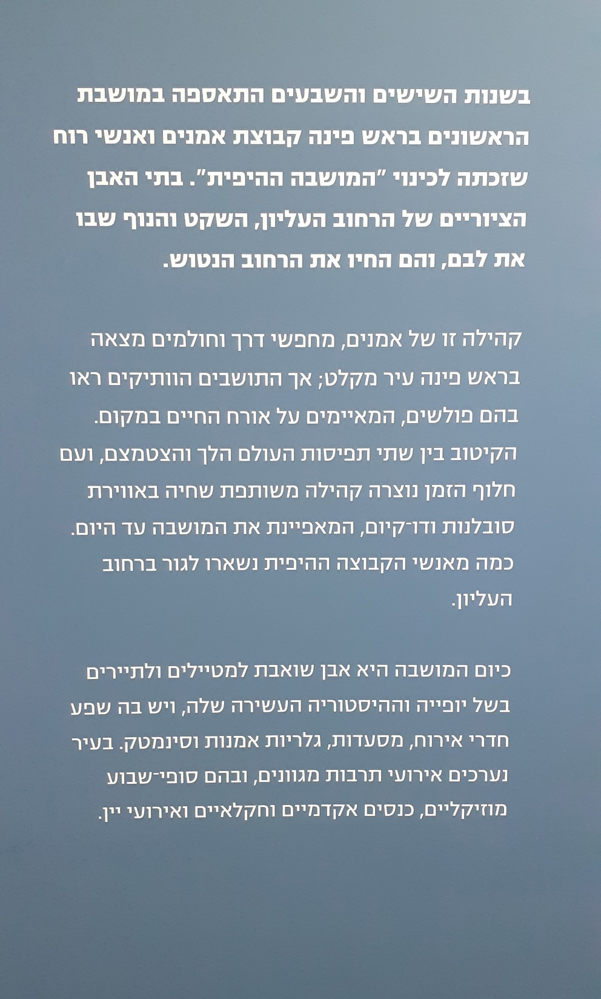 בשנות השישים והשבעים התאספה במושבת
הראשונים בראש פינה קבוצת אמנים ואנשי רוח
שזכתה לכינוי "המושבה ההיפית". בתי האבן
הציוריים של הרחוב העליון, השקט והנוף שבו
את לבם, והם החיו את הרחוב הנטוש.
קהילה זו של אמנים, מחפשי דרך וחולמים מצאה
בראש פינה עיר מקלט; אך התושבים הוותיקים ראו
בהם פולשים, המאיימים על אורח החיים במקום.
הקיטוב בין שתי תפיסות העולם הלך והצטמצם, ועם
חלוף הזמן נוצרה קהילה משותפת שחיה באווירת
סובלנות ודו־קיום, המאפיינת את המושבה עד היום.
כמה מאנשי הקבוצה ההיפית נשארו לגור ברחוב
העליון.
כיום המושבה היא אבן שואבת למטיילים ולתיירים
בשל יופייה וההיסטוריה העשירה שלה, ויש בה שפע
חדרי אירוח, מסעדות, גלריות אמנות וסינמטק. בעיר
נערכים אירועי תרבות מגוונים, ובהם סופי־שבוע
מוזיקליים, כנסים אקדמיים וחקלאיים ואירועי יין.